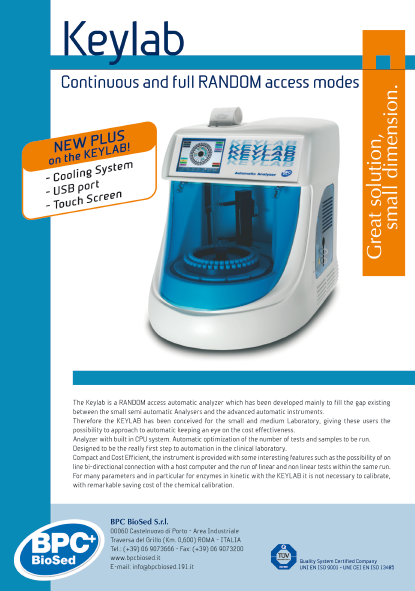 Keylab
Continuous and full RANDOM access modes
Great solution,
small dimension.
NEW PLUS
on the KEYLAB!
- Cooling System
- USB port
- Touch Screen
KEYLAB
KEYLAB
Automatic Analyzer
BPC
The Keylab is a RANDOM access automatic analyzer which has been developed mainly to fill the gap existing
between the small semi automatic Analysers and the advanced automatic instruments.
Therefore the KEYLAB has been conceived for the small and medium Laboratory, giving these users the
possibility to approach to automatic keeping an eye on the cost effectiveness.
Analyzer with built in CPU system. Automatic optimization of the number of tests and samples to be run.
Designed to be the really first step to automation in the clinical laboratory.
Compact and Cost Efficient, the instrument is provided with some interesting features such as the possibility of on
line bi-directional connection with a host computer and the run of linear and non linear tests within the same run.
For many parameters and in particular for enzymes in kinetic with the KEYLAB it is not necessary to calibrate,
with remarkable saving cost of the chemical calibration.
BPC+
BioSed
BPC BioSed S.r.l.
00060 Castelnuovo di Porto - Area Industriale
Traversa del Grillo (Km. 0,600) ROMA - ITALIA
Tel.: (+39) 06 9073666 - Fax: (+39) 06 9073200
www.bpcbiosed.it
E-mail: info@bpcbiosed.191.it
TÜV
Quality System Certified Company
UNI EN ISO 9001 - UNI CEI EN ISO 13485